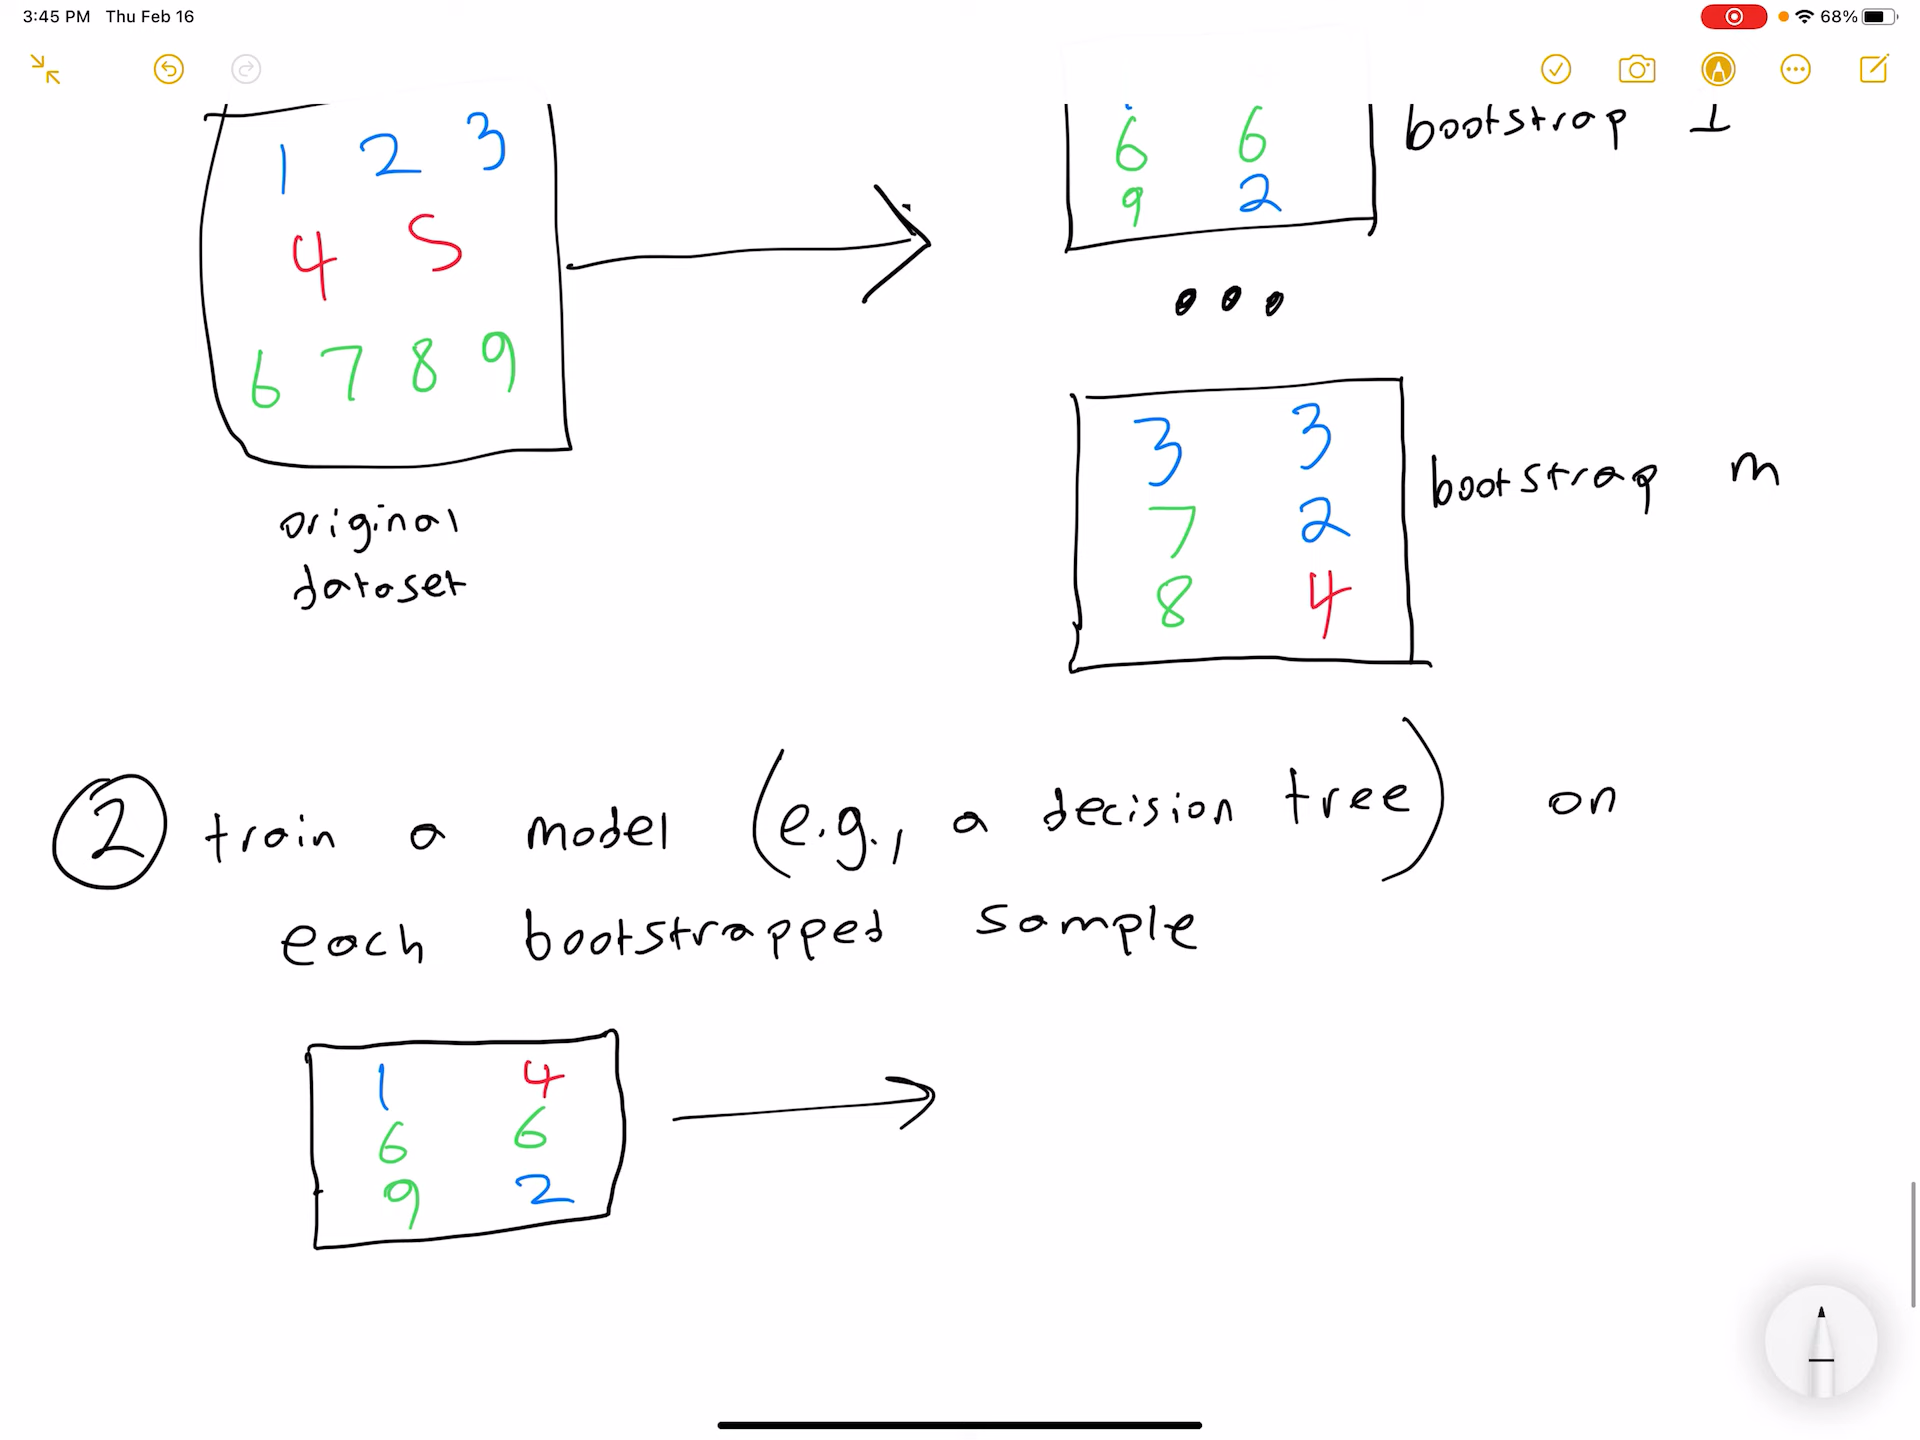 3:45 PM Thu Feb 16
68%
1 2 3
4 5
6 7 8 9
original
dataset
6 6
9 2
bootstrap 1
3 3
7 2
8 4
bootstrap m
2 train a model (e.g., a decision tree) on
each bootstrapped sample
1 4
6 6
9 2